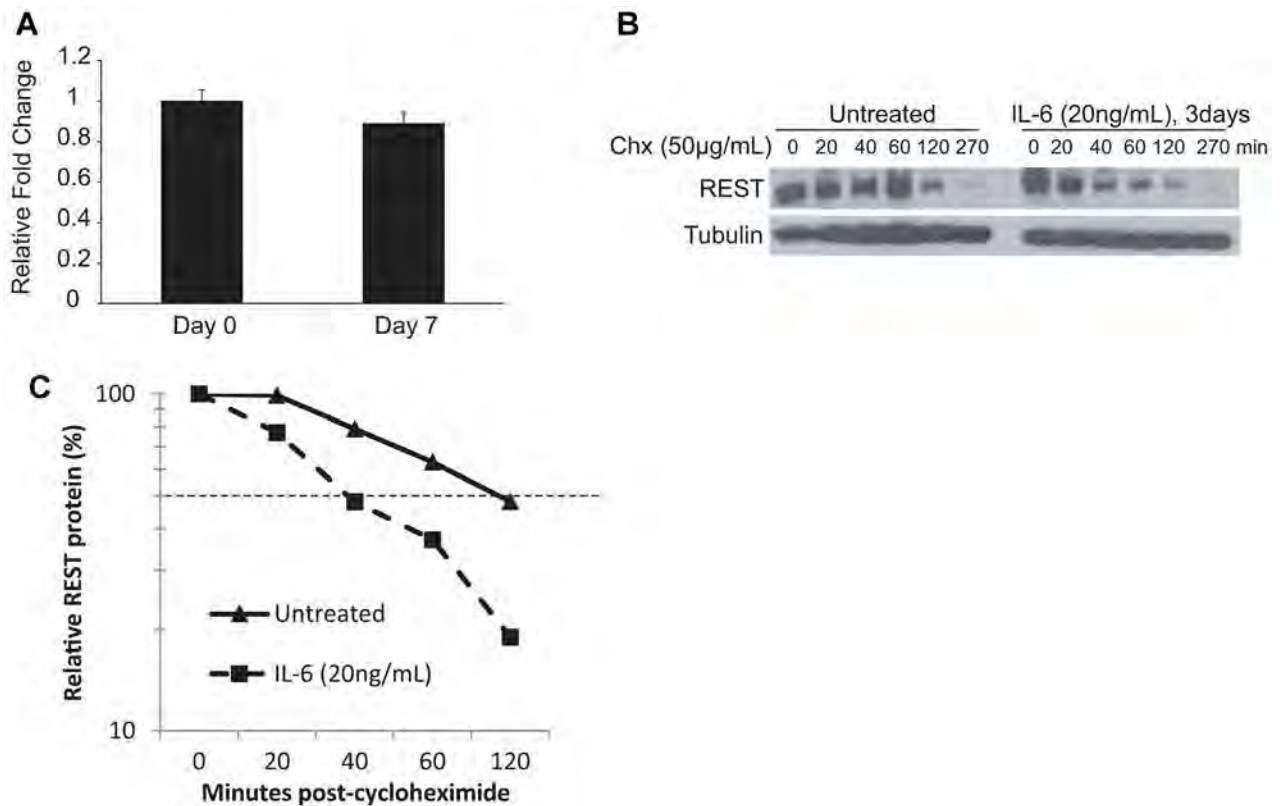 A
Relative Fold Change
1.2
1
0.8
0.6
0.4
0.2
0
Day 0 Day 7
B
Untreated IL-6 (20ng/mL), 3days
Chx (50µg/mL) 0 20 40 60 120 270 0 20 40 60 120 270 min
REST
Tubulin
C
Relative REST protein (%)
100
10
Untreated
IL-6 (20ng/mL)
0 20 40 60 120
Minutes post-cycloheximide